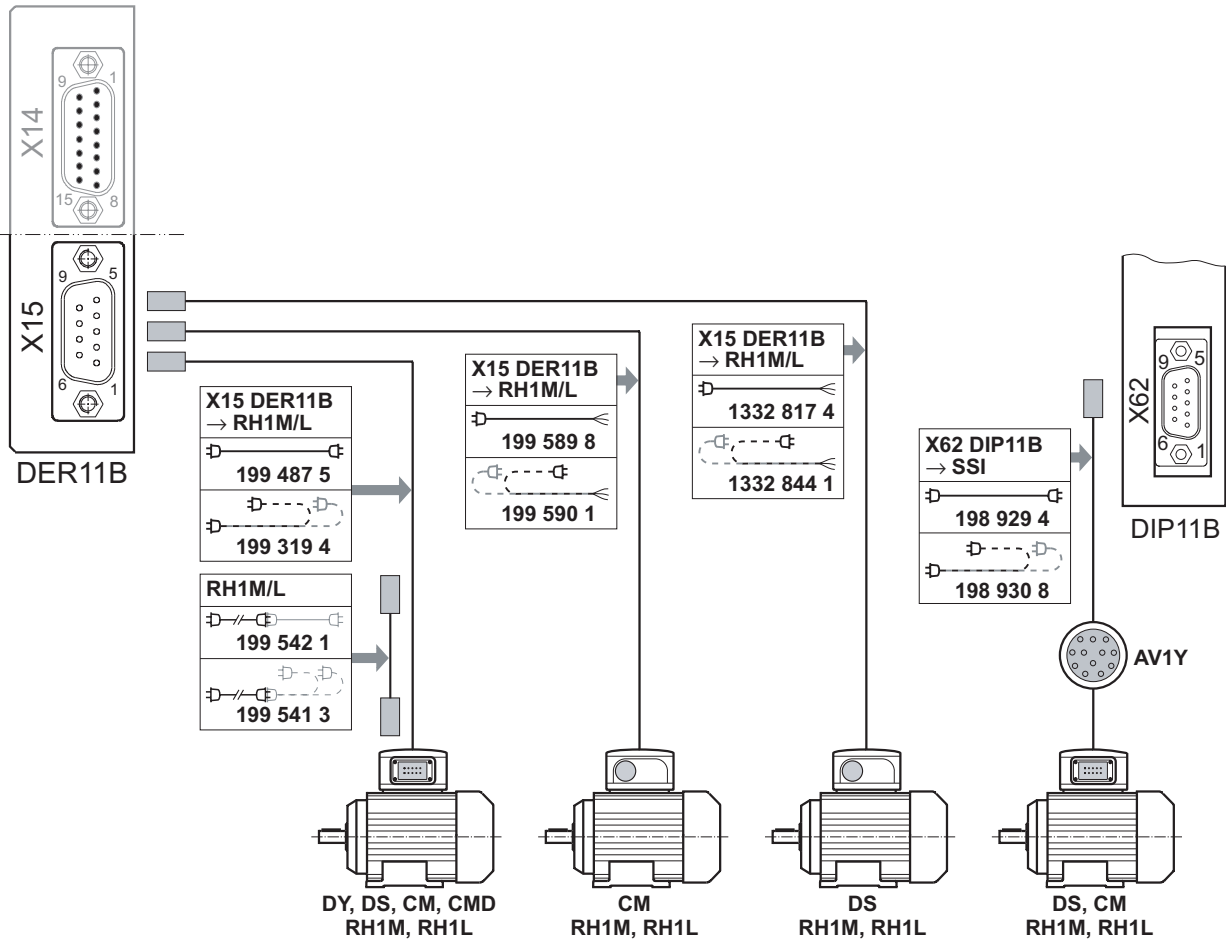 X14
9
1
15
8
X15
9
5
6
1
DER11B
X15 DER11B
→ RH1M/L
199 487 5
199 319 4
RH1M/L
199 542 1
199 541 3
X15 DER11B
→ RH1M/L
199 589 8
199 590 1
X15 DER11B
→ RH1M/L
1332 817 4
1332 844 1
X62 DIP11B
→ SSI
198 929 4
198 930 8
X62
9
5
6
1
DIP11B
AV1Y
DY, DS, CM, CMD
RH1M, RH1L
CM
RH1M, RH1L
DS
RH1M, RH1L
DS, CM
RH1M, RH1L